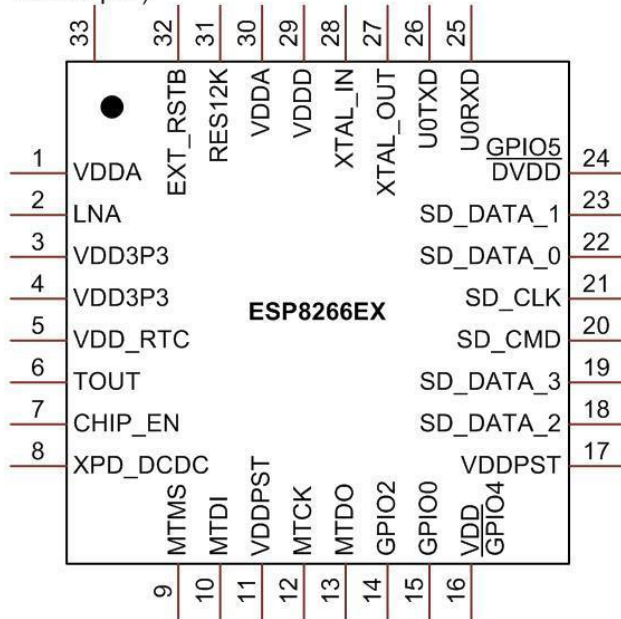 33 32 31 30 29 28 27 26 25
EXT_RSTB
RES12K
VDDA
VDDD
XTAL_IN
XTAL_OUT
U0TXD
U0RXD
1 VDDA
2 LNA
3 VDD3P3
4 VDD3P3
5 VDD_RTC
6 TOUT
7 CHIP_EN
8 XPD_DCDC
ESP8266EX
GPIO5
DVDD 24
SD_DATA_1 23
SD_DATA_0 22
SD_CLK 21
SD_CMD 20
SD_DATA_3 19
SD_DATA_2 18
VDDPST 17
MTMS
MTDI
VDDPST
MTCK
MTDO
GPIO2
GPIO0
VDD
GPIO4
9 10 11 12 13 14 15 16